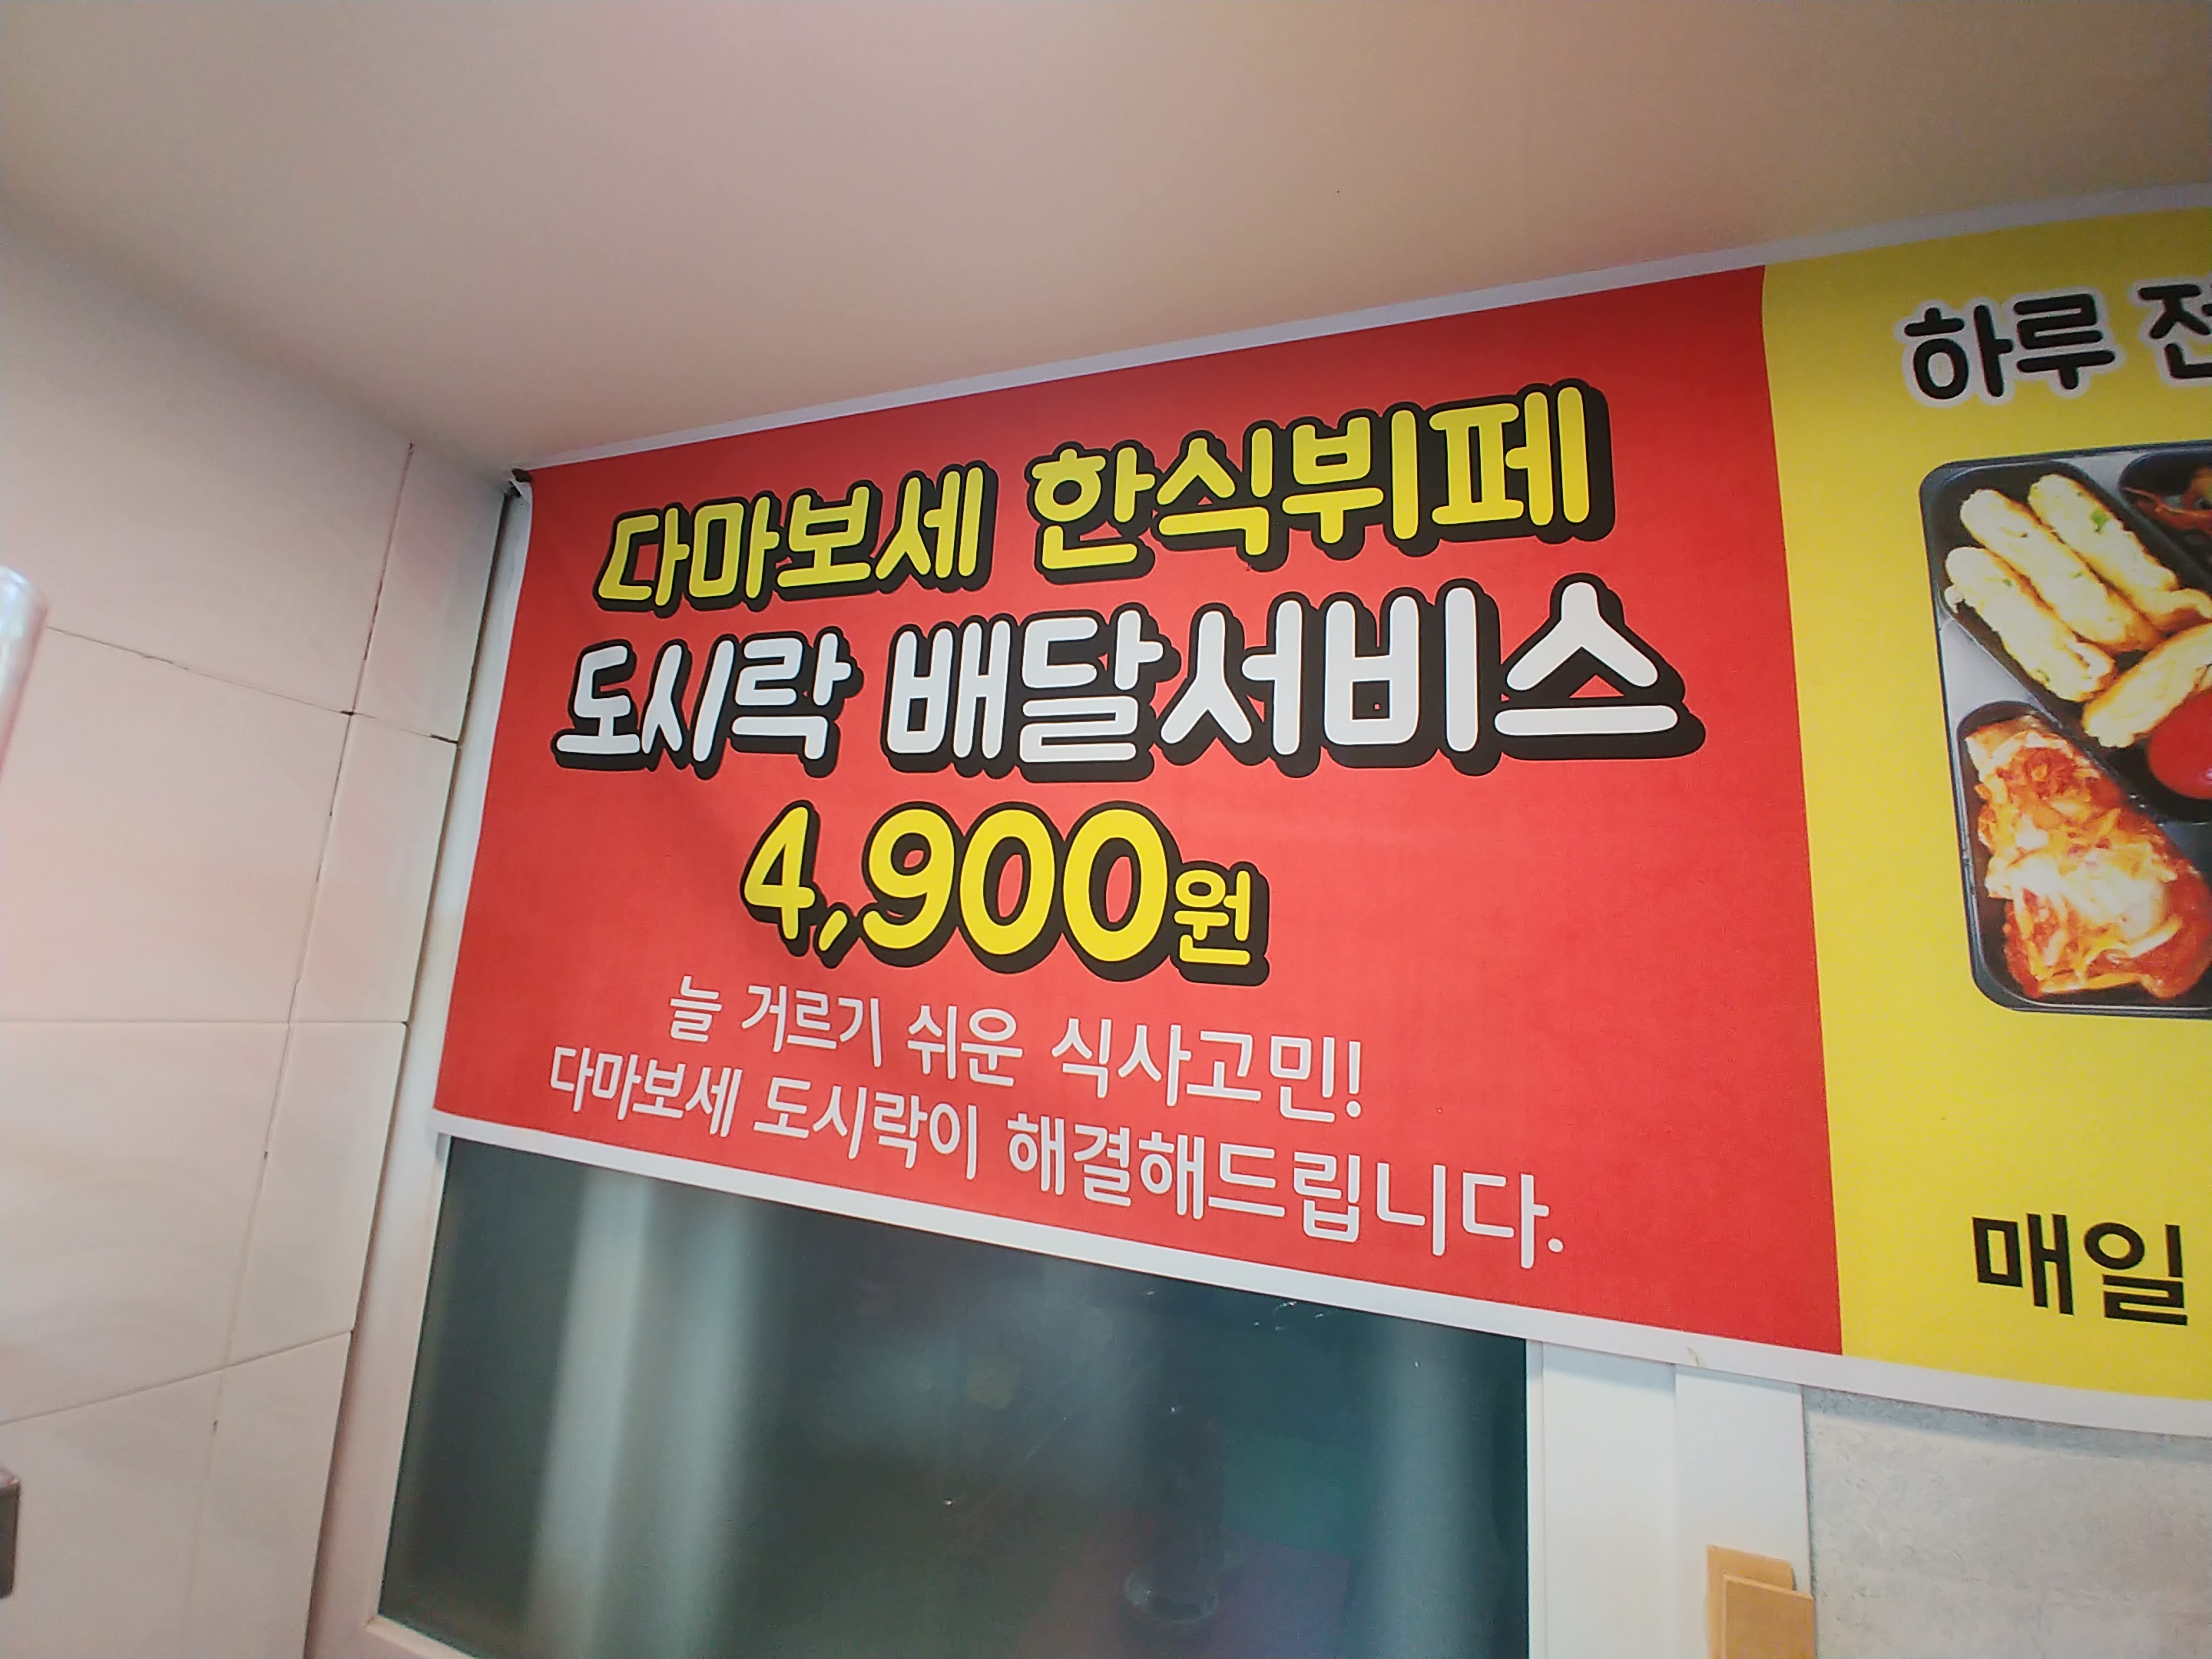 다마보세 한식뷔페
도시락 배달서비스
4,900원
늘 거르기 쉬운 식사고민!
다마보세 도시락이 해결해드립니다.
하루
매일